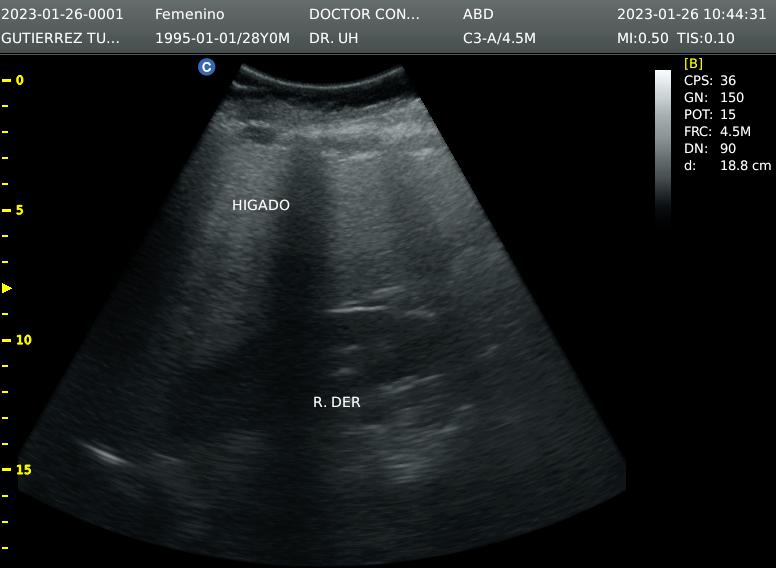 2023-01-26-0001 Femenino DOCTOR CON... ABD 2023-01-26 10:44:31
GUTIERREZ TU... 1995-01-01/28Y0M DR. UH C3-A/4.5M MI:0.50 TIS:0.10
C
[B]
CPS: 36
GN: 150
POT: 15
FRC: 4.5M
DN: 90
d: 18.8 cm
0
5
10
15
HIGADO
R. DER